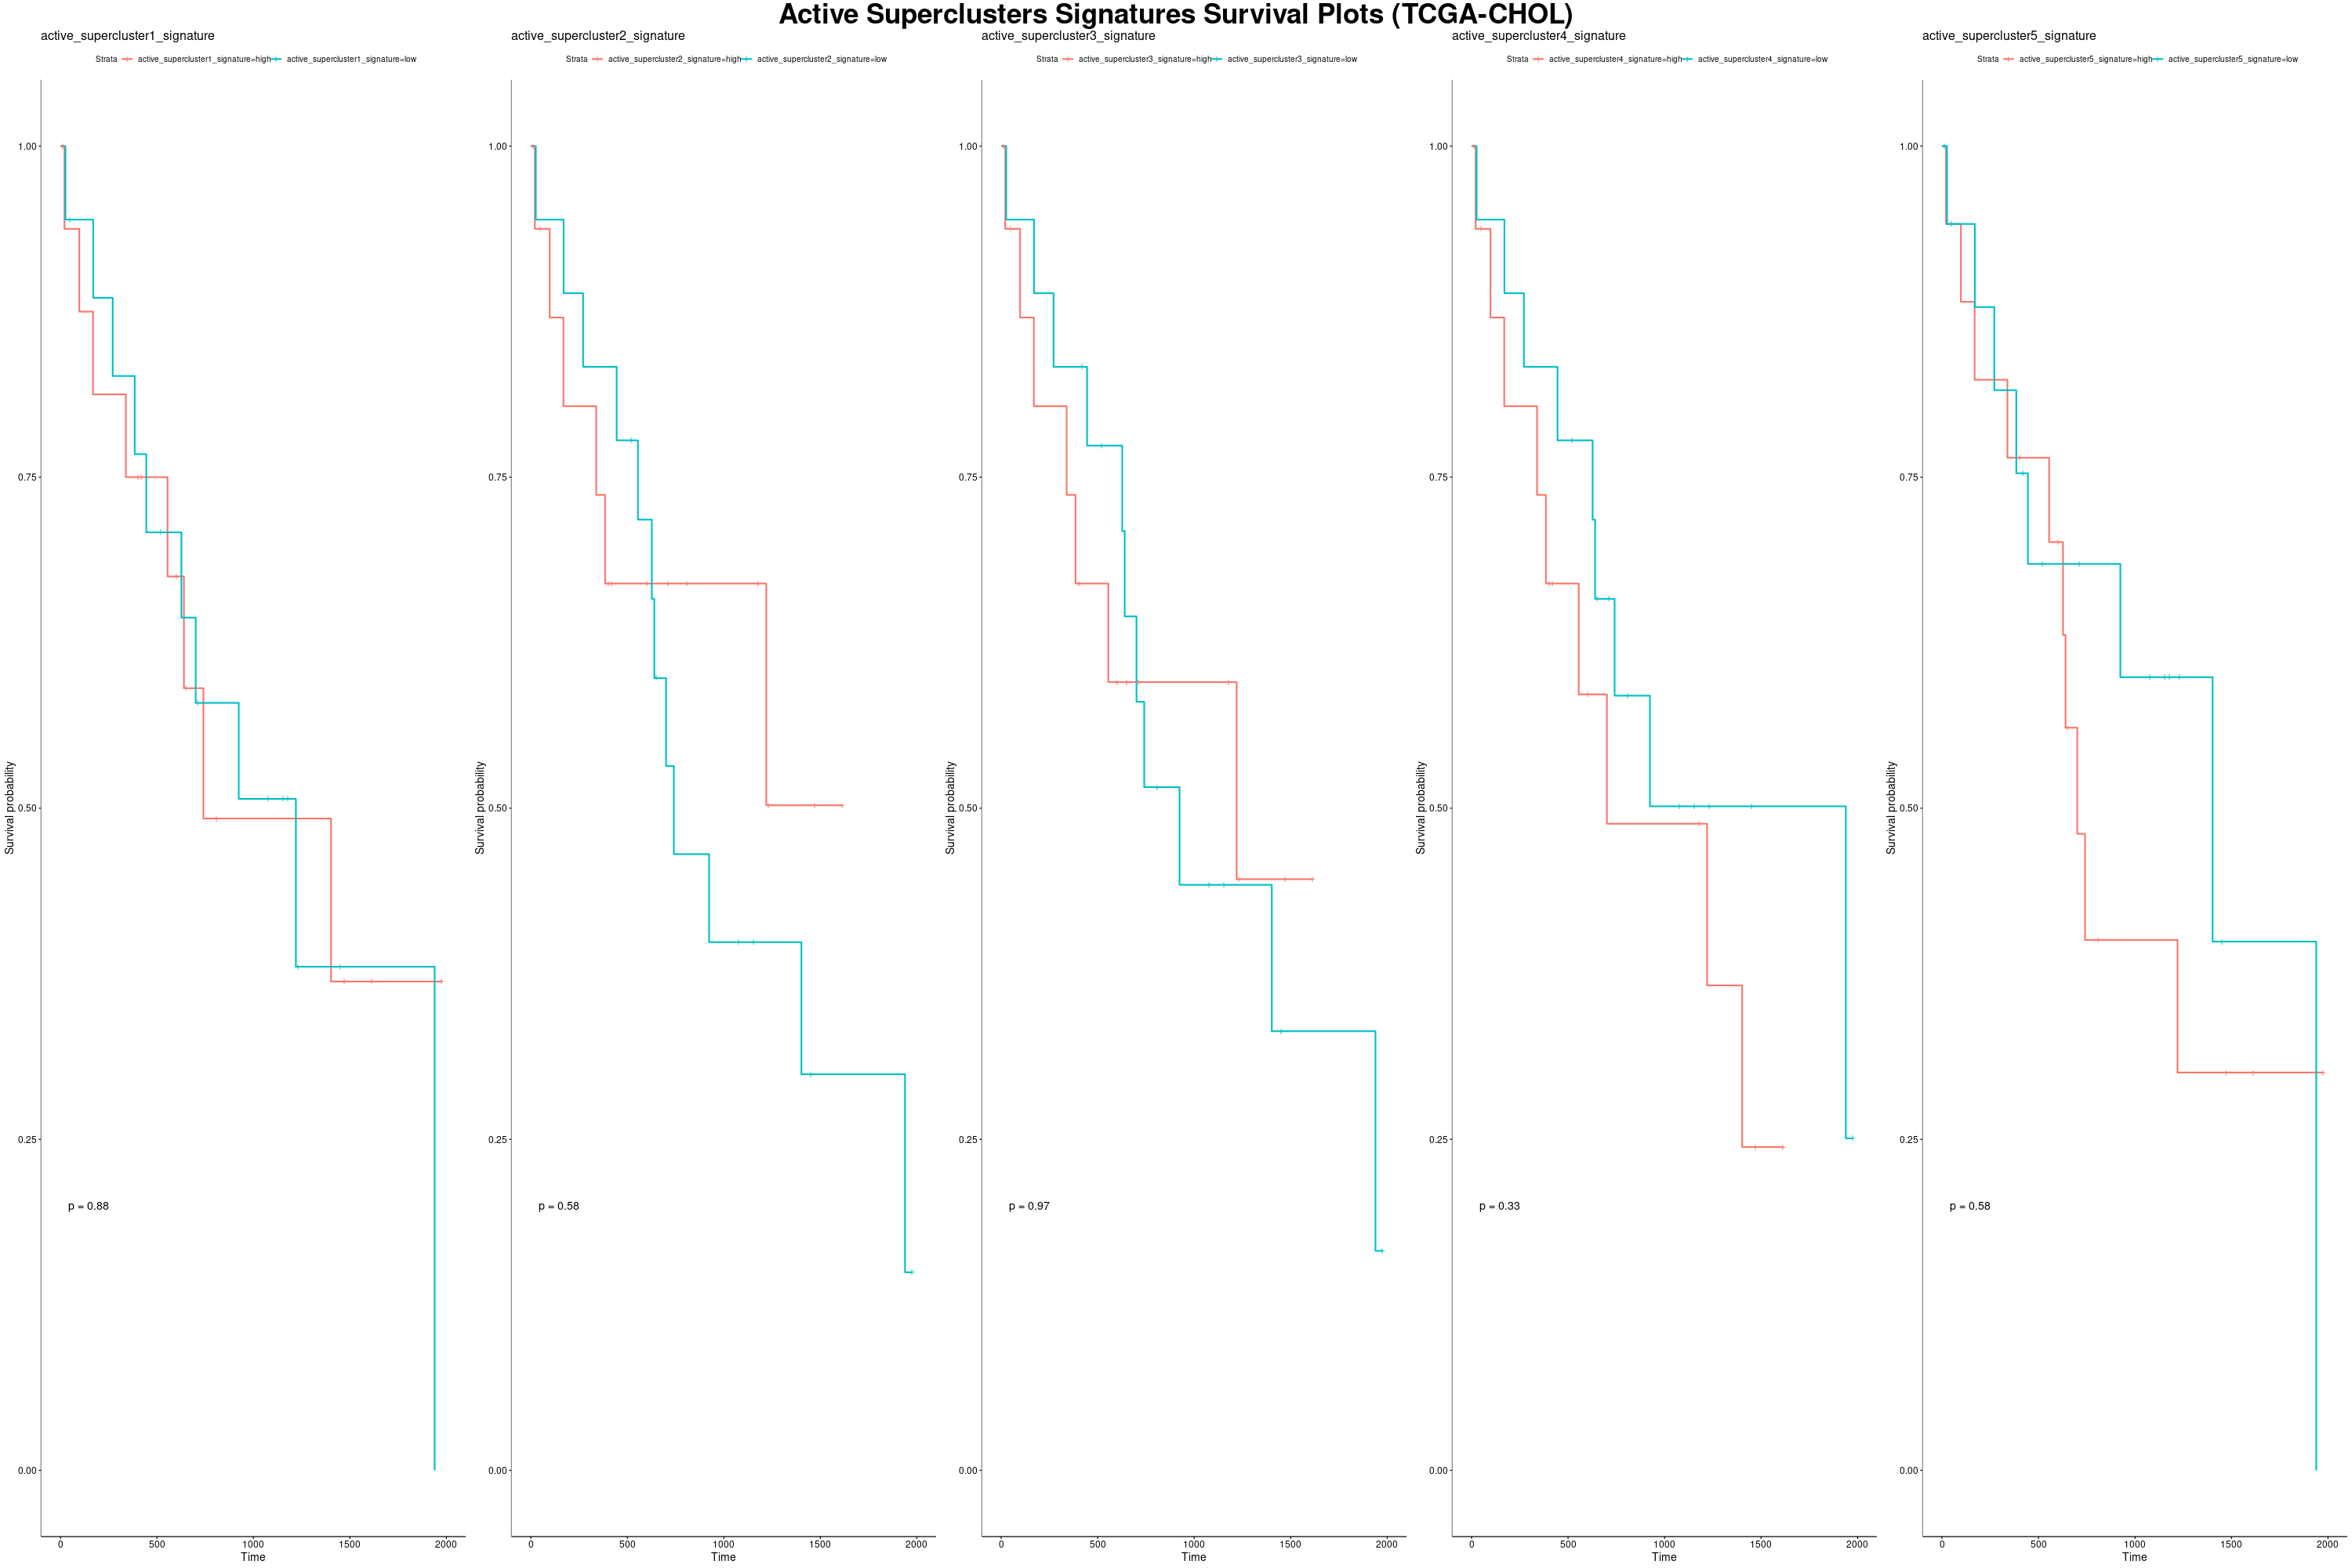 Active Superclusters Signatures Survival Plots (TCGA-CHOL)
active_supercluster1_signature
Strata active_supercluster1_signature=high active_supercluster1_signature=low
Survival probability
1.00
0.75
0.50
0.25
0.00
p = 0.88
0 500 1000 1500 2000
Time
active_supercluster2_signature
Strata active_supercluster2_signature=high active_supercluster2_signature=low
Survival probability
1.00
0.75
0.50
0.25
0.00
p = 0.58
0 500 1000 1500 2000
Time
active_supercluster3_signature
Strata active_supercluster3_signature=high active_supercluster3_signature=low
Survival probability
1.00
0.75
0.50
0.25
0.00
p = 0.97
0 500 1000 1500 2000
Time
active_supercluster4_signature
Strata active_supercluster4_signature=high active_supercluster4_signature=low
Survival probability
1.00
0.75
0.50
0.25
0.00
p = 0.33
0 500 1000 1500 2000
Time
active_supercluster5_signature
Strata active_supercluster5_signature=high active_supercluster5_signature=low
Survival probability
1.00
0.75
0.50
0.25
0.00
p = 0.58
0 500 1000 1500 2000
Time